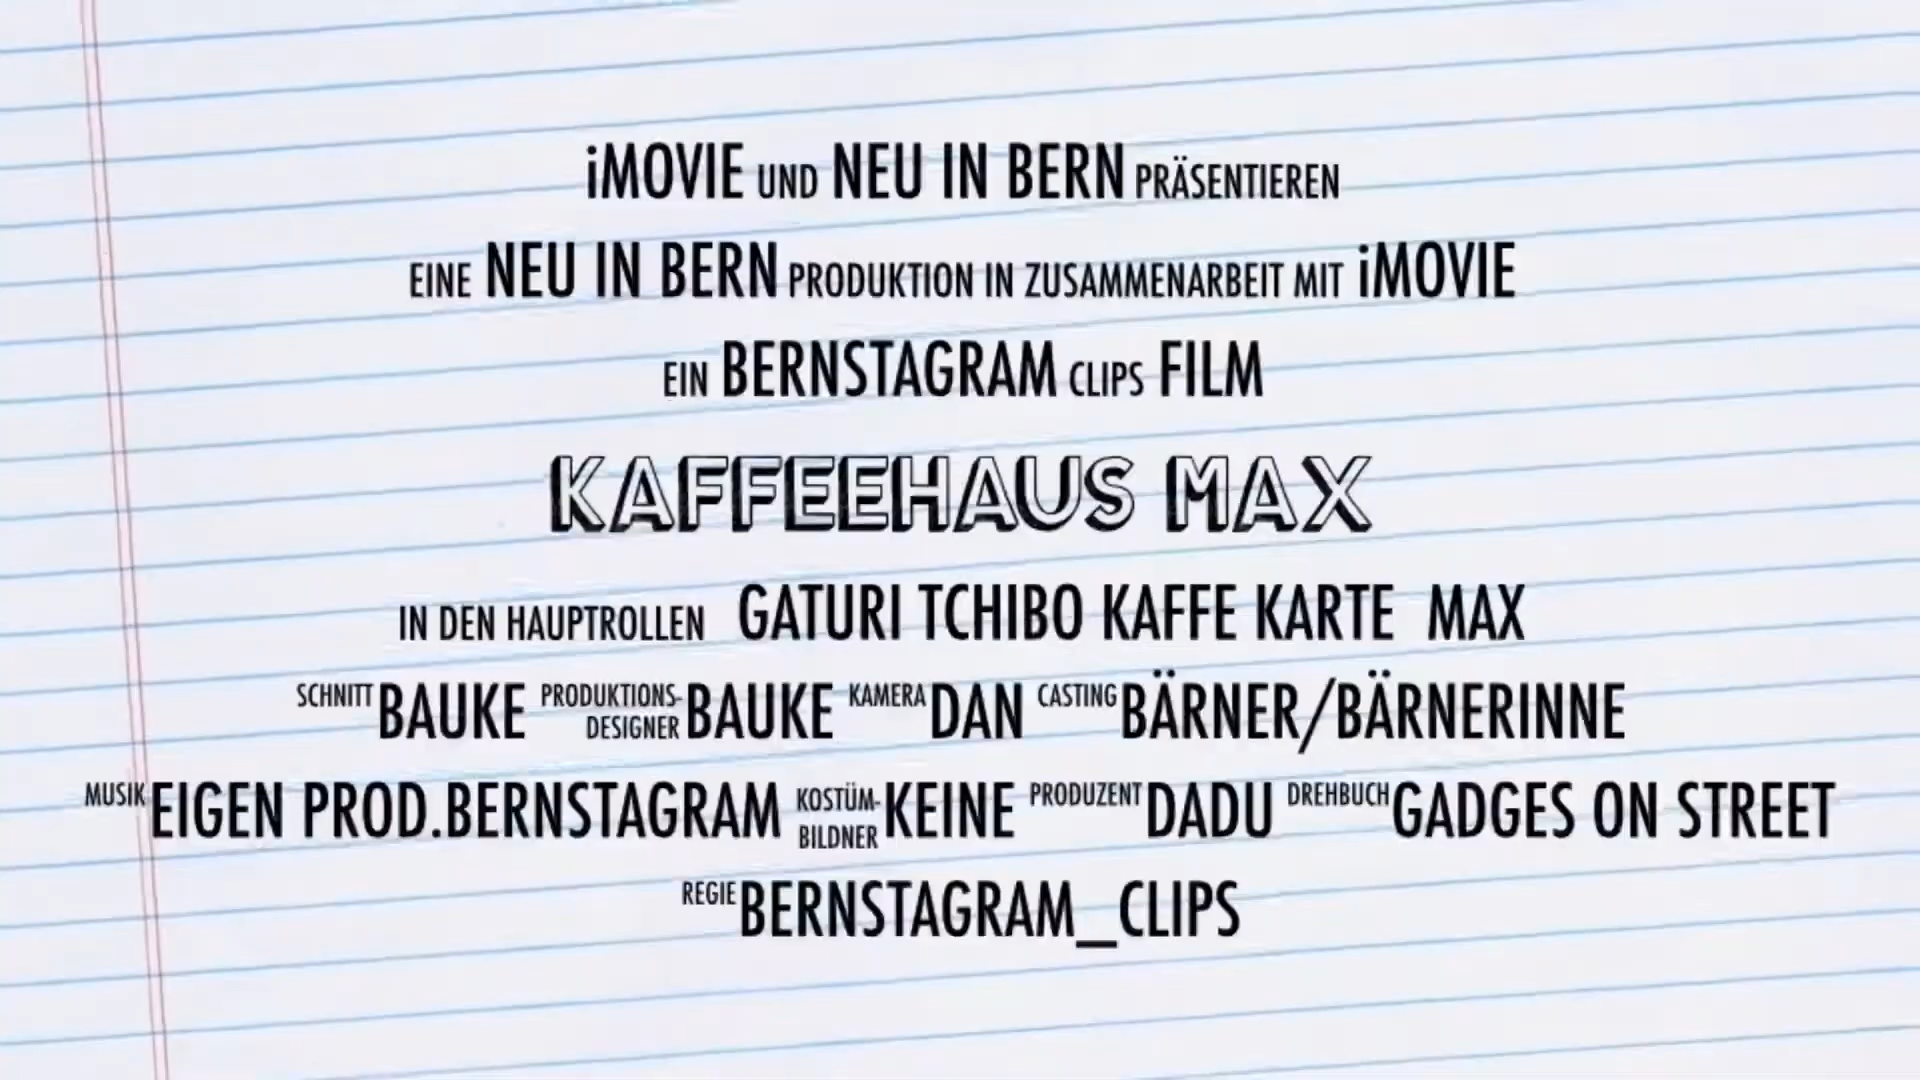 iMOVIE UND NEU IN BERN PRÄSENTIEREN
EINE NEU IN BERN PRODUKTION IN ZUSAMMENARBEIT MIT iMOVIE
EIN BERNSTAGRAM CLIPS FILM
KAFFEEHAUS MAX
IN DEN HAUPTROLLEN GATURI TCHIBO KAFFE KARTE MAX
SCHNITT BAUKE PRODUKTIONS-DESIGNER BAUKE KAMERA DAN CASTING BÄRNER/BÄRNERINNE
MUSIK EIGEN PROD.BERNSTAGRAM KOSTÜM-BILDNER KEINE PRODUZENT DADU DREHBUCH GADGES ON STREET
REGIE BERNSTAGRAM_CLIPS